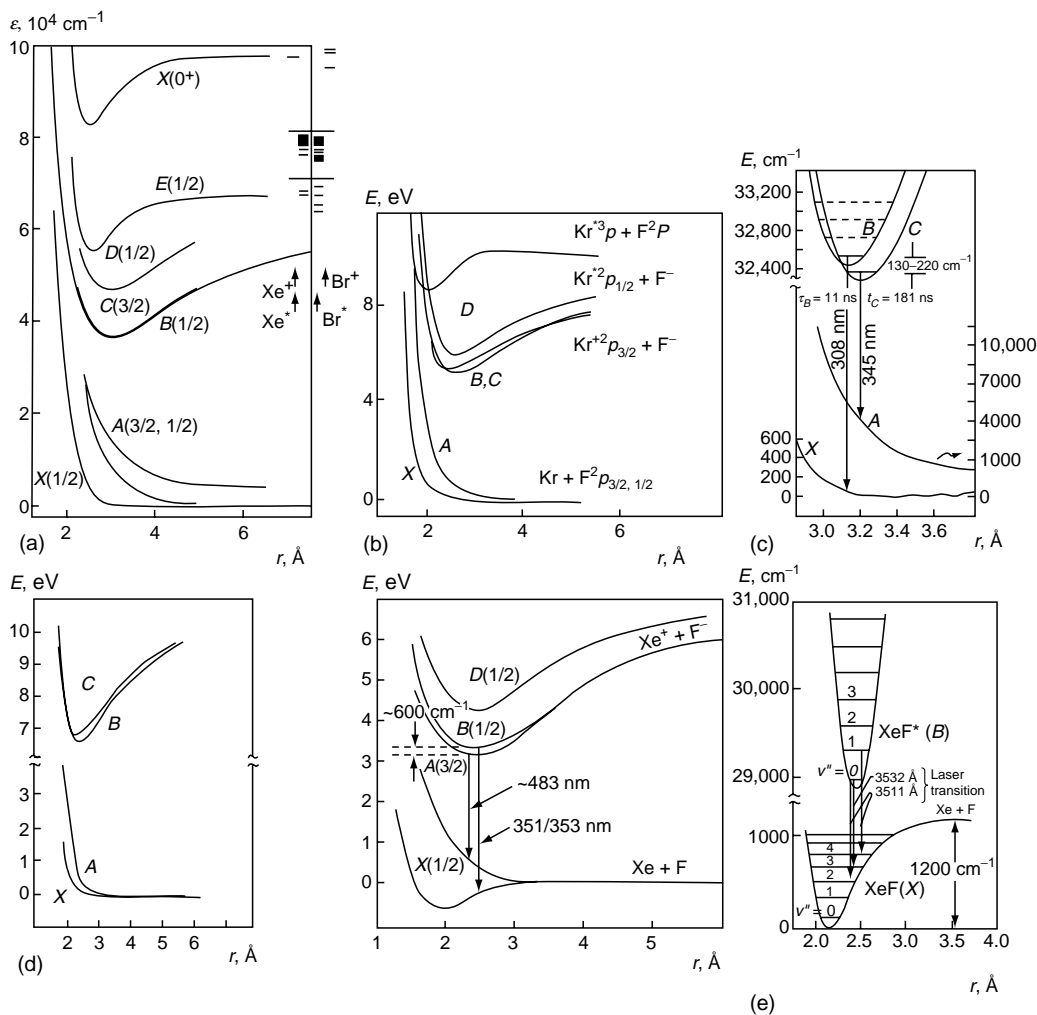 ε, 10⁴ cm⁻¹
10
8
6
4
2
0
2
4
6
r, Å
X(0⁺)
E(1/2)
D(1/2)
C(3/2)
B(1/2)
A(3/2, 1/2)
X(1/2)
Xe⁺
Br⁺
Xe*
Br*
(a)
E, eV
8
4
0
2
4
6
r, Å
Kr*³p + F²P
Kr*²p₁/₂ + F⁻
Kr⁺²p₃/₂ + F⁻
D
B,C
A
X
Kr + F²p₃/₂, ₁/₂
(b)
E, cm⁻¹
33,200
32,800
32,400
B
C
130–220 cm⁻¹
τ_B = 11 ns
t_C = 181 ns
308 nm
345 nm
10,000
7000
4000
1000
0
600
400
200
0
X
A
3.0
3.2
3.4
3.6
r, Å
(c)
E, eV
10
9
8
7
3
2
1
0
C
B
A
X
1
2
3
4
5
6
r, Å
(d)
E, eV
6
5
4
3
2
1
0
Xe⁺ + F⁻
D(1/2)
~600 cm⁻¹
B(1/2)
A(3/2)
~483 nm
351/353 nm
X(1/2)
Xe + F
1
2
3
4
5
r, Å
E, cm⁻¹
31,000
30,000
29,000
1000
0
3
2
1
v″= 0
XeF* (B)
3532 Å
3511 Å
Laser
transition
Xe + F
4
3
2
1
v″= 0
XeF(X)
1200 cm⁻¹
2.0
2.5
3.0
3.5
4.0
r, Å
(e)